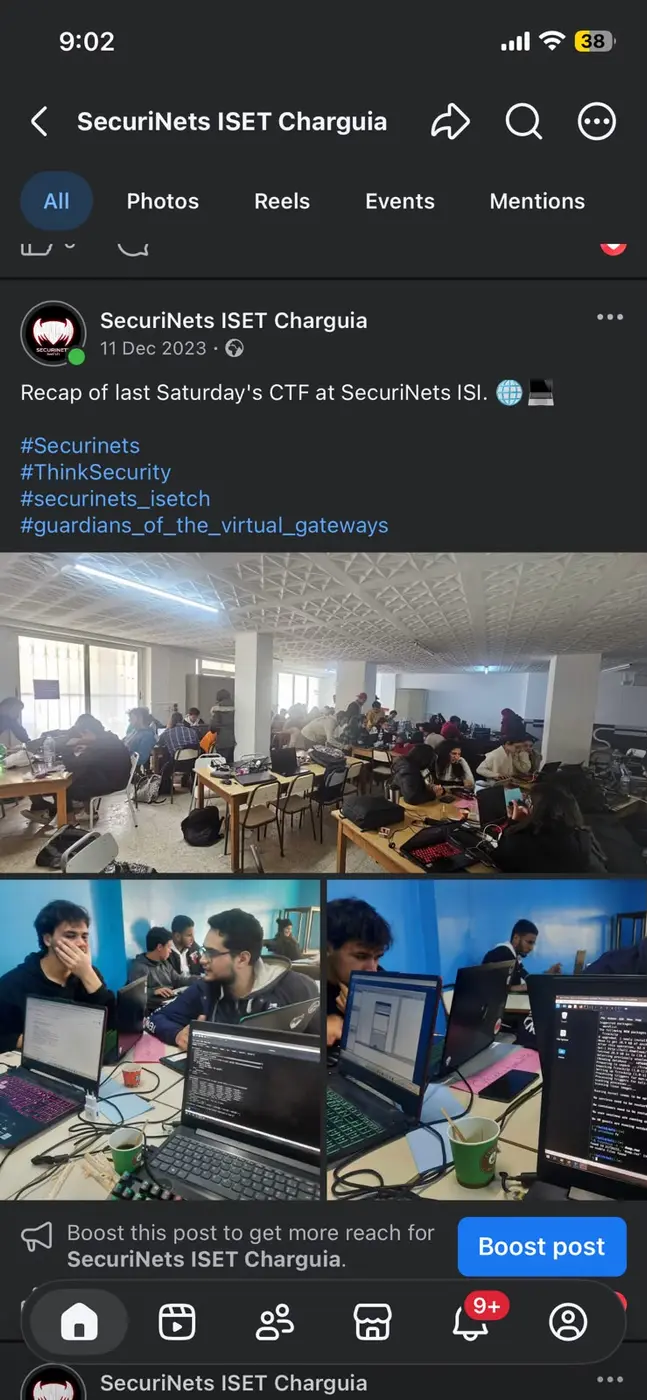 9:02
38
SecuriNets ISET Charguia
All
Photos
Reels
Events
Mentions
SecuriNets ISET Charguia
11 Dec 2023 ·
Recap of last Saturday's CTF at SecuriNets ISI. 🌐💻
#Securinets
#ThinkSecurity
#securinets_isetch
#guardians_of_the_virtual_gateways
Boost this post to get more reach for
SecuriNets ISET Charguia.
Boost post
9+
SecuriNets ISET Charguia